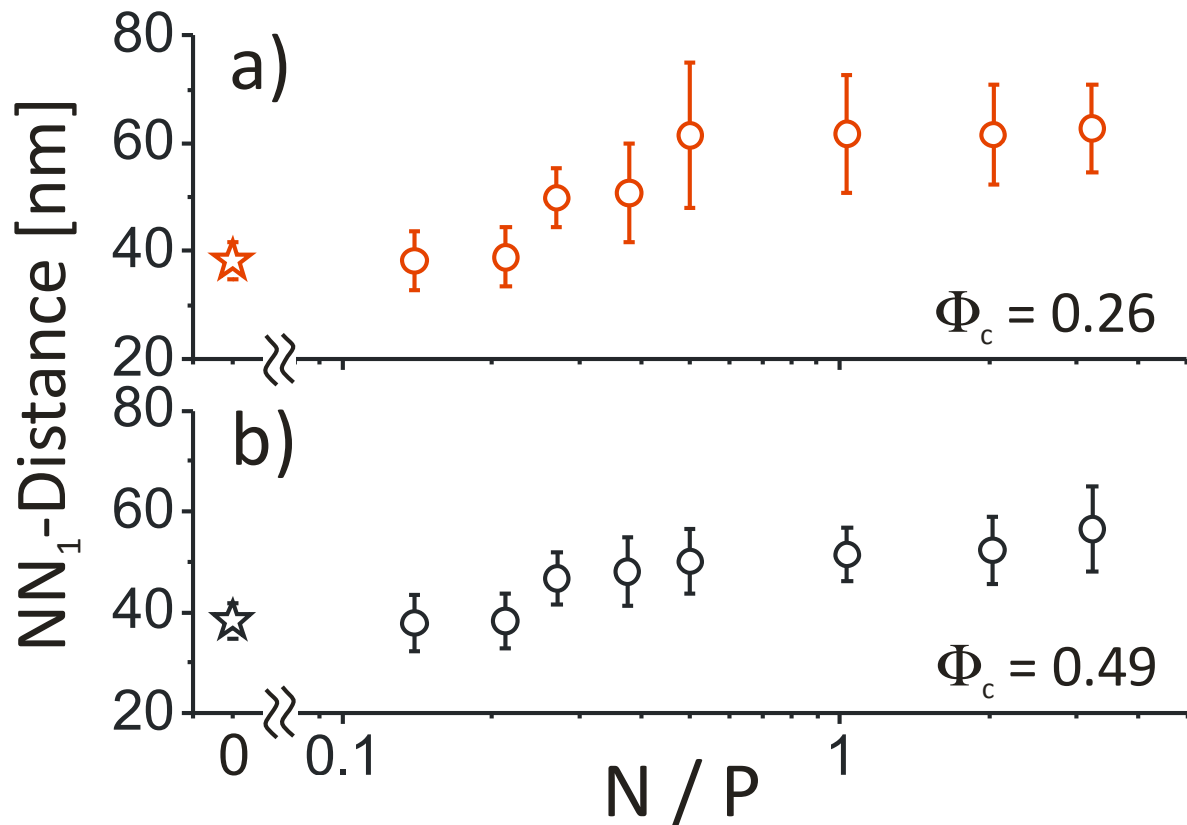 NN₁-Distance [nm]
80
60
40
20
a)
Φc = 0.26
80
60
40
20
b)
Φc = 0.49
0
0.1
1
N / P